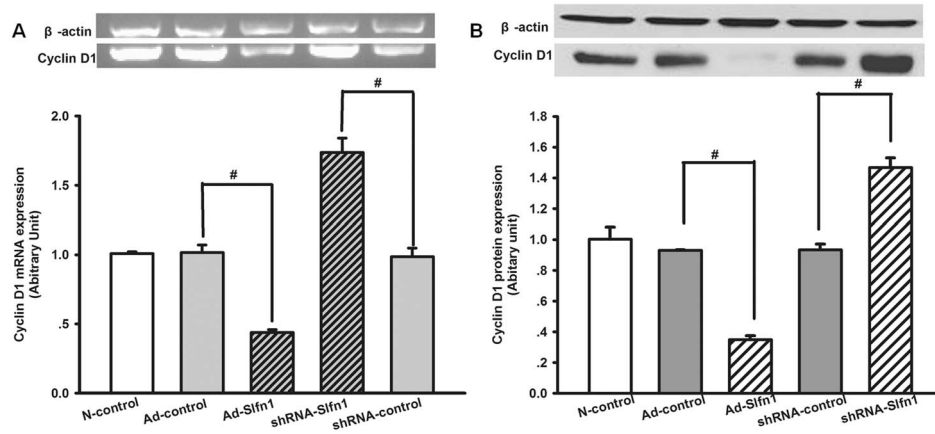 A
β -actin
Cyclin D1
#
#
2.0
1.5
1.0
.5
0.0
Cyclin D1 mRNA expression
(Abitrary Unit)
N-control
Ad-control
Ad-Slfn1
shRNA-Slfn1
shRNA-control
B
β -actin
Cyclin D1
#
#
1.8
1.6
1.4
1.2
1.0
.8
.6
.4
.2
0.0
Cyclin D1 protein expression
(Abitary unit)
N-control
Ad-control
Ad-Slfn1
shRNA-control
shRNA-Slfn1